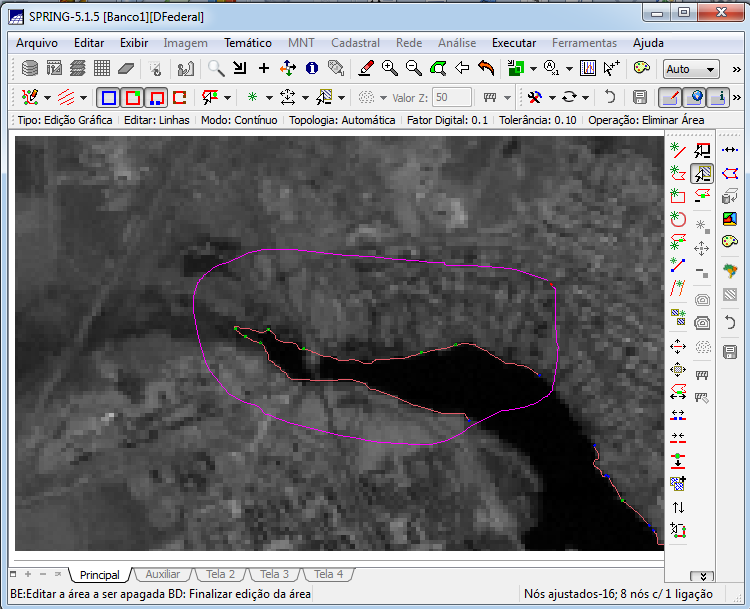 SPRING-5.1.5 [Banco1][DFederal]
Arquivo Editar Exibir Imagem Temático MNT Cadastral Rede Análise Executar Ferramentas Ajuda
Auto
Valor Z: 50
Tipo: Edição Gráfica Editar: Linhas Modo: Contínuo Topologia: Automática Fator Digital: 0.1 Tolerância: 0.10 Operação: Eliminar Área
Principal Auxiliar Tela 2 Tela 3 Tela 4
BE:Editar a área a ser apagada BD: Finalizar edição da área Nós ajustados-16; 8 nós c/ 1 ligação